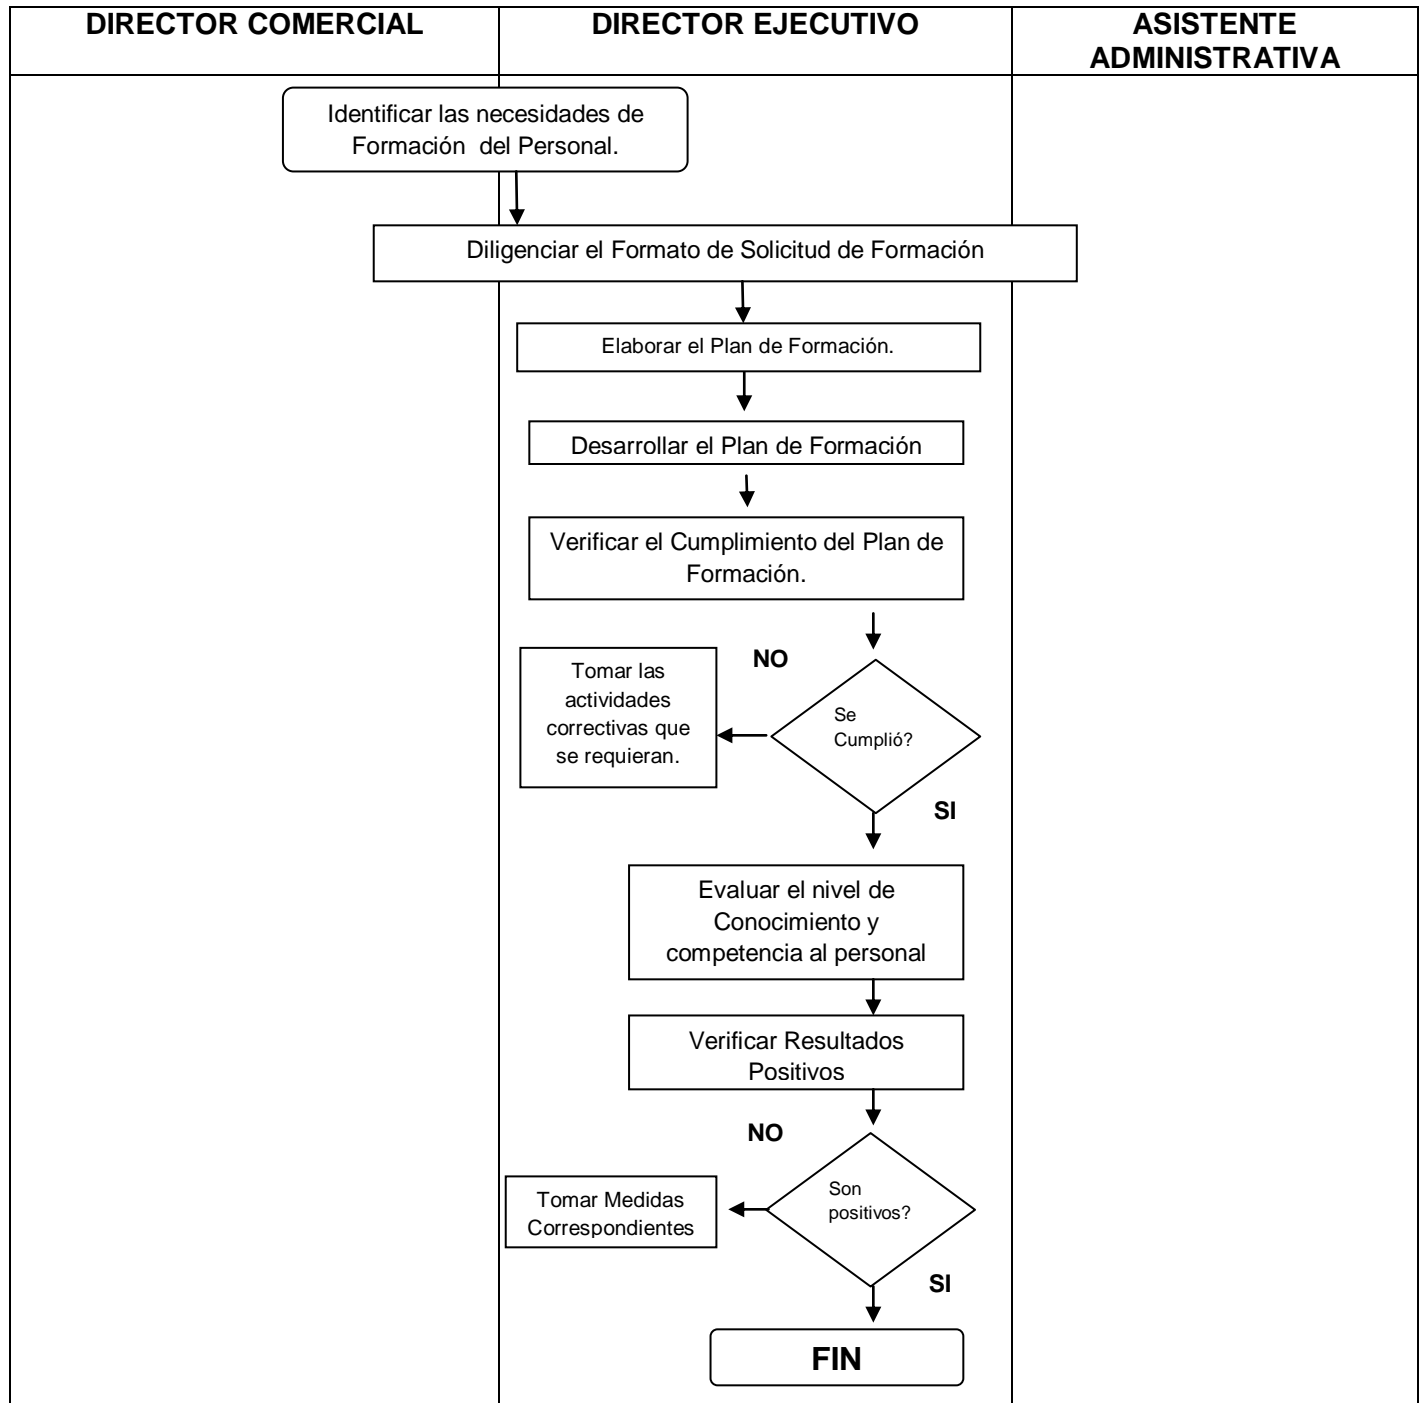 DIRECTOR COMERCIAL
DIRECTOR EJECUTIVO
ASISTENTE
ADMINISTRATIVA
Identificar las necesidades de
Formación del Personal.
Diligenciar el Formato de Solicitud de Formación
Elaborar el Plan de Formación.
Desarrollar el Plan de Formación
Verificar el Cumplimiento del Plan de
Formación.
NO
Tomar las
actividades
correctivas que
se requieran.
Se
Cumplió?
SI
Evaluar el nivel de
Conocimiento y
competencia al personal
Verificar Resultados
Positivos
NO
Tomar Medidas
Correspondientes
Son
positivos?
SI
FIN